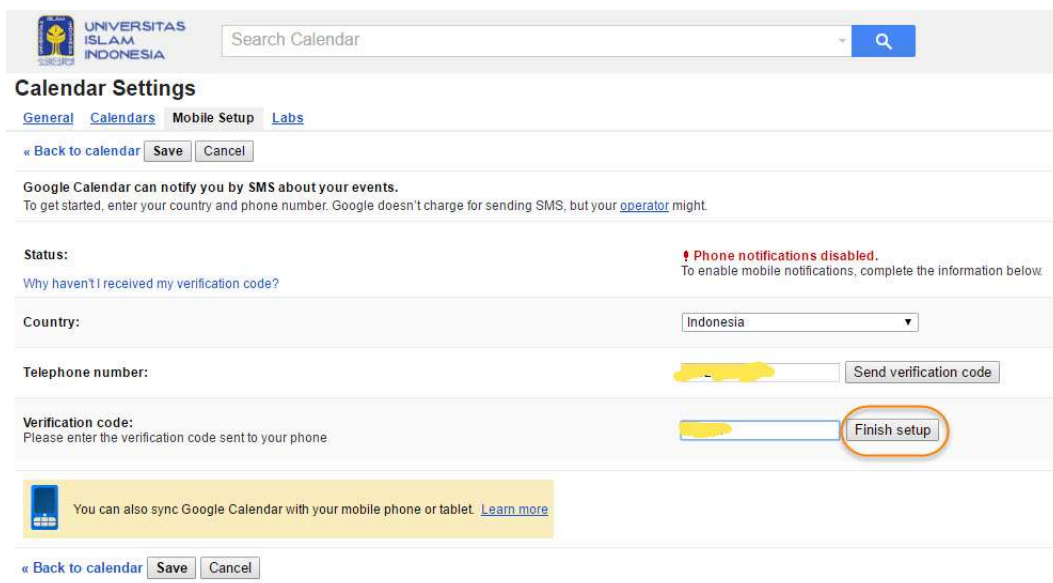 UNIVERSITAS
ISLAM
INDONESIA
Search Calendar
Calendar Settings
General Calendars Mobile Setup Labs
« Back to calendar Save Cancel
Google Calendar can notify you by SMS about your events.
To get started, enter your country and phone number. Google doesn't charge for sending SMS, but your operator might.
Status:
Phone notifications disabled.
To enable mobile notifications, complete the information below.
Why haven't I received my verification code?
Country: Indonesia
Telephone number: Send verification code
Verification code:
Please enter the verification code sent to your phone
Finish setup
You can also sync Google Calendar with your mobile phone or tablet. Learn more
« Back to calendar Save Cancel